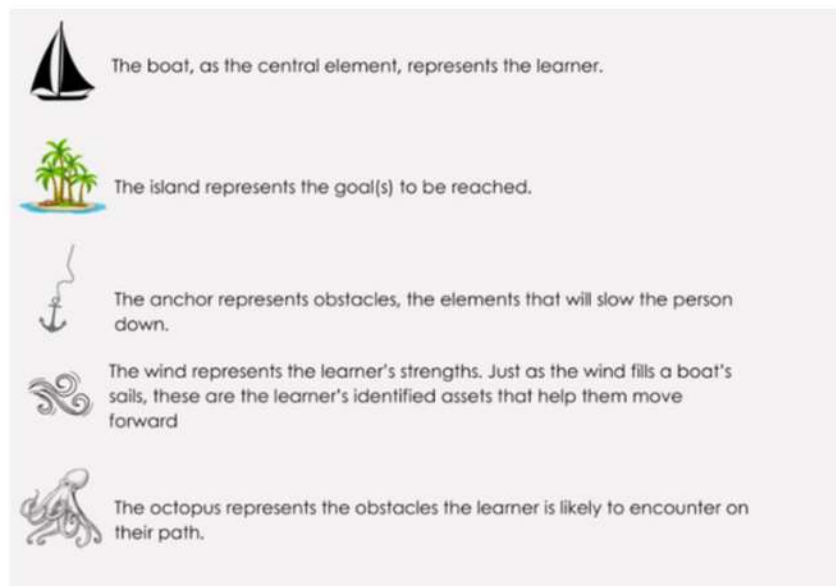 The boat, as the central element, represents the learner.
The island represents the goal(s) to be reached.
The anchor represents obstacles, the elements that will slow the person
down.
The wind represents the learner's strengths. Just as the wind fills a boat's
sails, these are the learner's identified assets that help them move
forward
The octopus represents the obstacles the learner is likely to encounter on
their path.